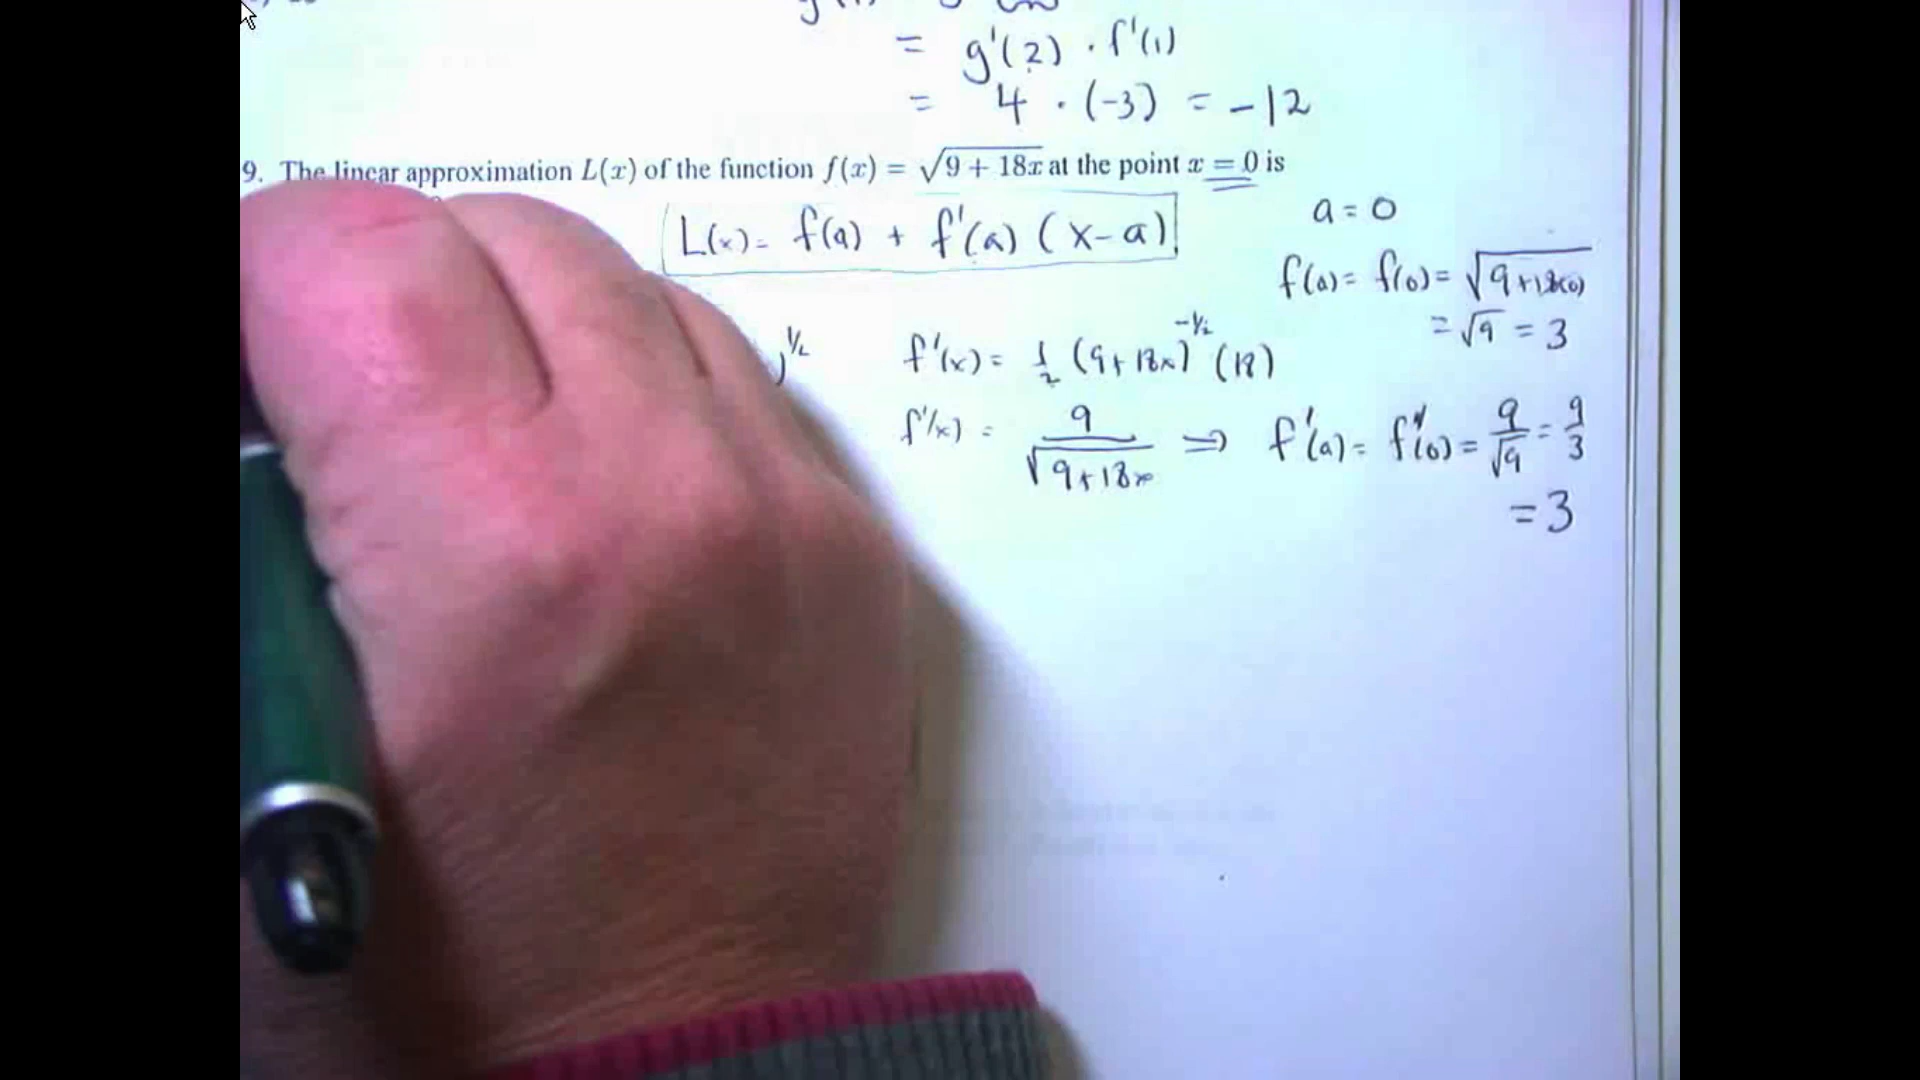 = g'(2) · f'(1)
= 4 · (-3) = -12
9. The linear approximation L(x) of the function f(x) = √(9 + 18x) at the point x = 0 is
L(x) = f(a) + f'(a) (x-a)
a = 0
f(a) = f(0) = √(9+18(0))
= √9 = 3
)^1/2
f'(x) = 1/2 (9+18x)^-1/2 (18)
f'(x) = 9/√(9+18x) ⇒ f'(a) = f'(0) = 9/√9 = 9/3
= 3